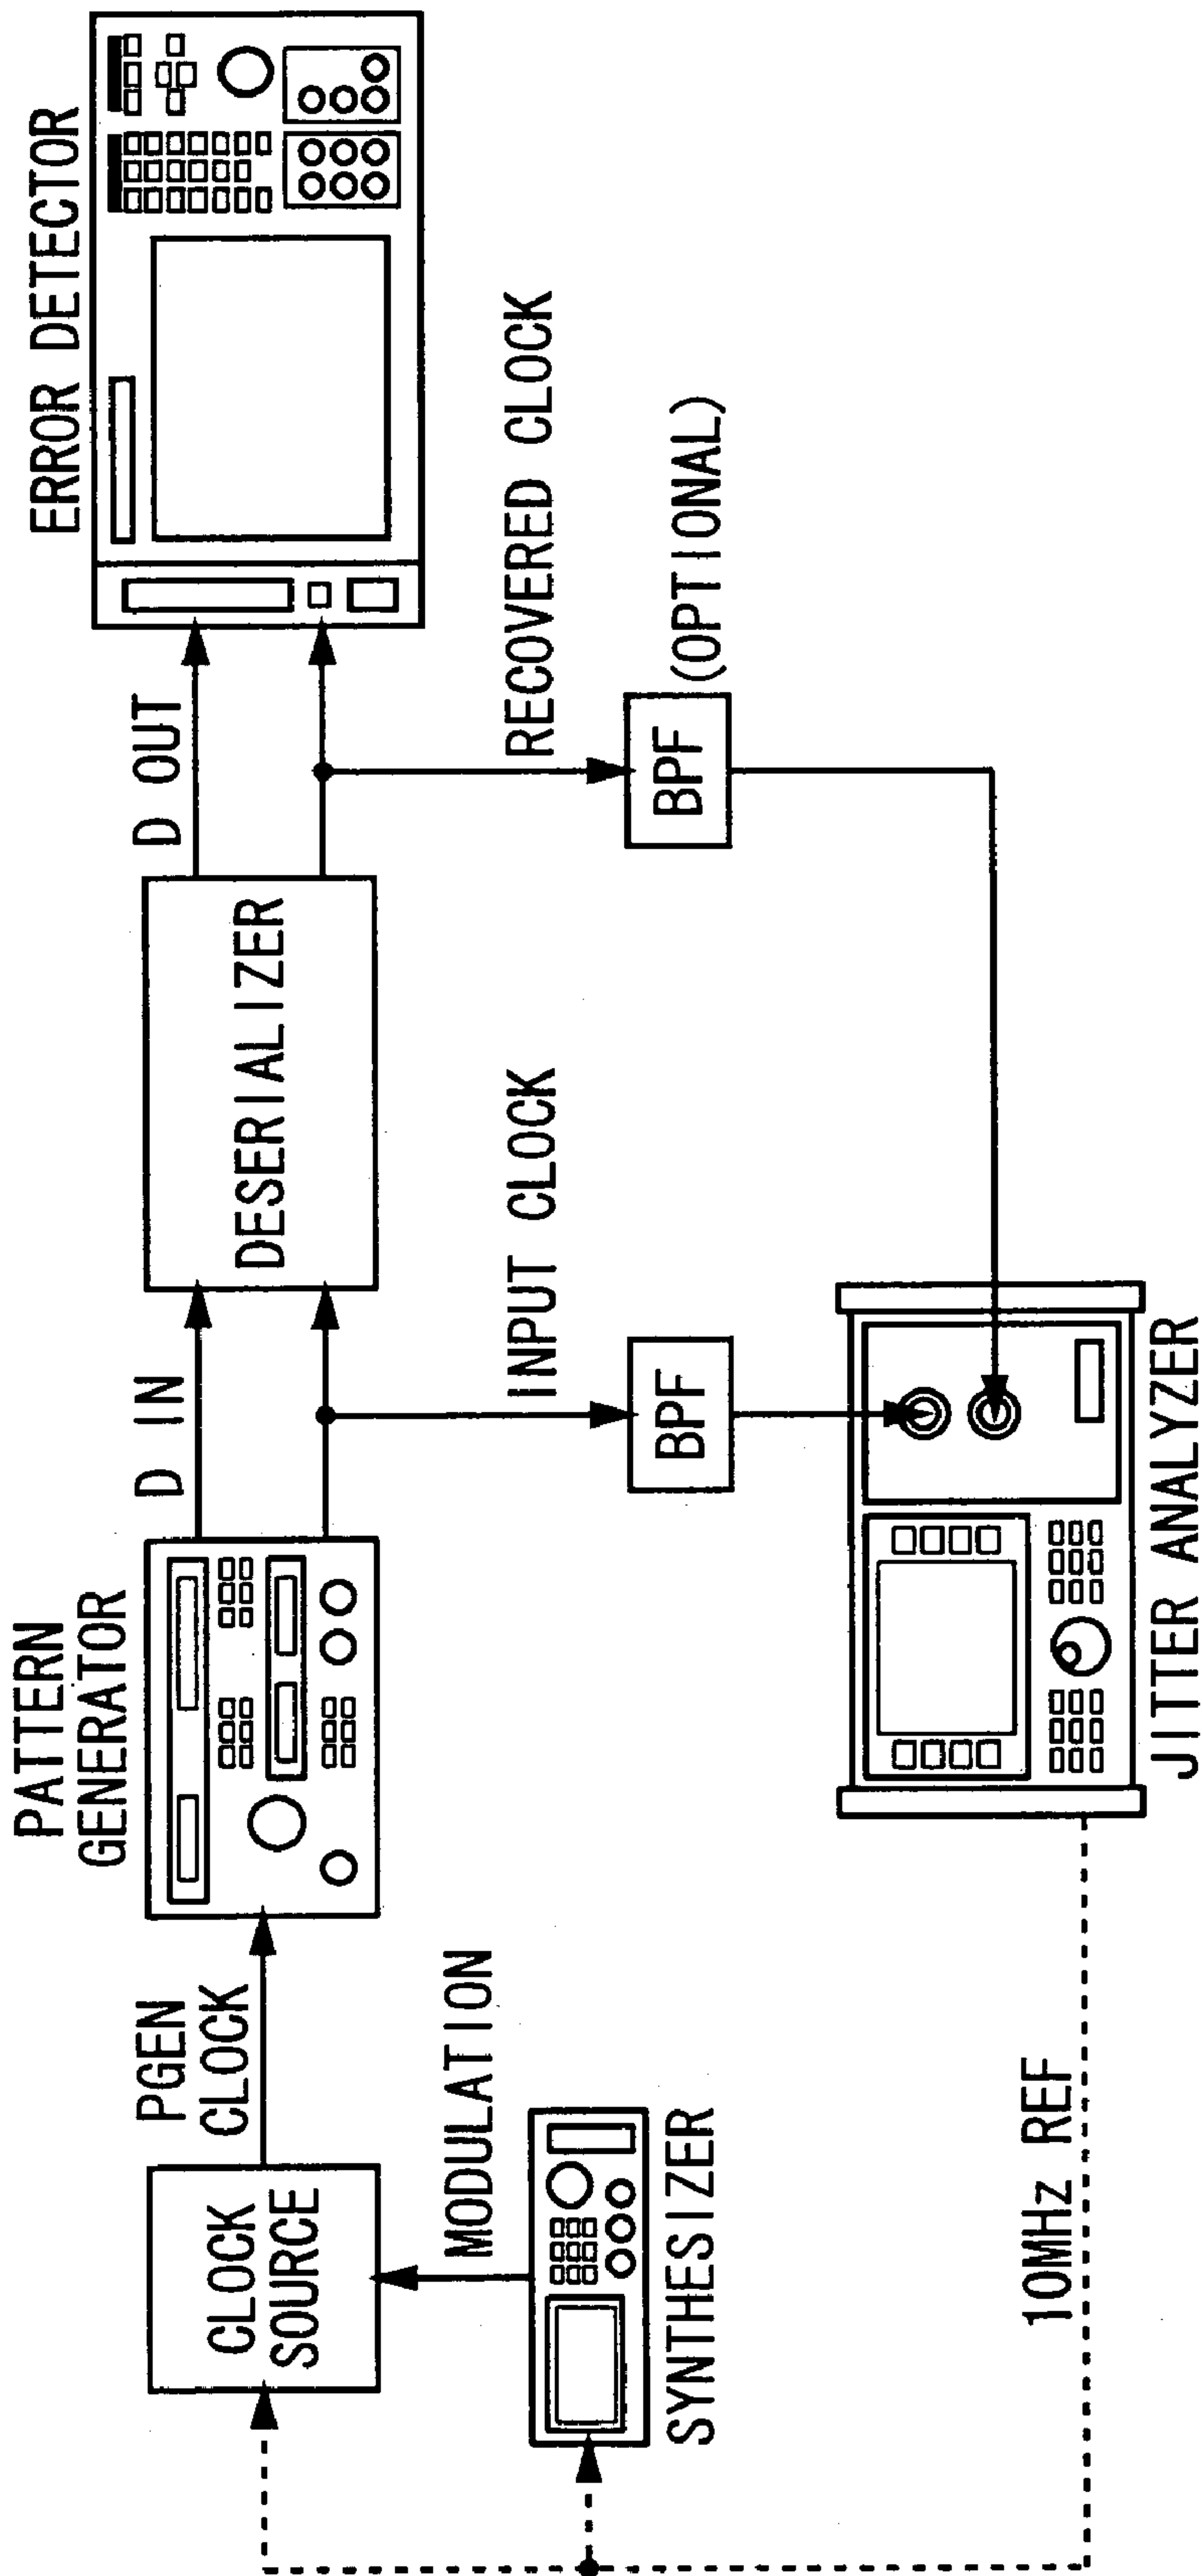 PATTERN
GENERATOR
ERROR DETECTOR
PGEN
CLOCK
D IN
D OUT
CLOCK
SOURCE
DESERIALIZER
MODULATION
INPUT CLOCK
RECOVERED CLOCK
SYNTHESIZER
BPF
BPF
(OPTIONAL)
10MHz REF
JITTER ANALYZER